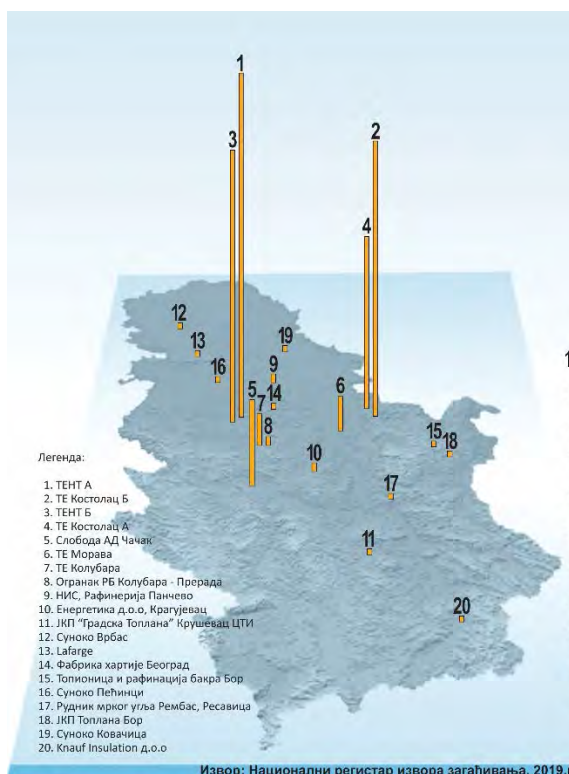 1
2
3
4
12
13
19
16
9
5
14
7
6
8
15
18
10
17
11
20
1
Легенда:
1. ТЕНТ А
2. ТЕ Костолац Б
3. ТЕНТ Б
4. ТЕ Костолац А
5. Слобода АД Чачак
6. ТЕ Морава
7. ТЕ Колубара
8. Огранак РБ Колубара - Прерада
9. НИС, Рафинерија Панчево
10. Енергетика д.о.о, Крагујевац
11. ЈКП "Градска Топлана" Крушевац ЦТИ
12. Суноко Врбас
13. Lafarge
14. Фабрика хартије Београд
15. Топионица и рафинација бакра Бор
16. Суноко Пећинци
17. Рудник мрког угља Рембас, Ресавица
18. ЈКП Топлана Бор
19. Суноко Ковачица
20. Knauf Insulation д.о.о
Извор: Национални регистар извора загађивања, 2019.